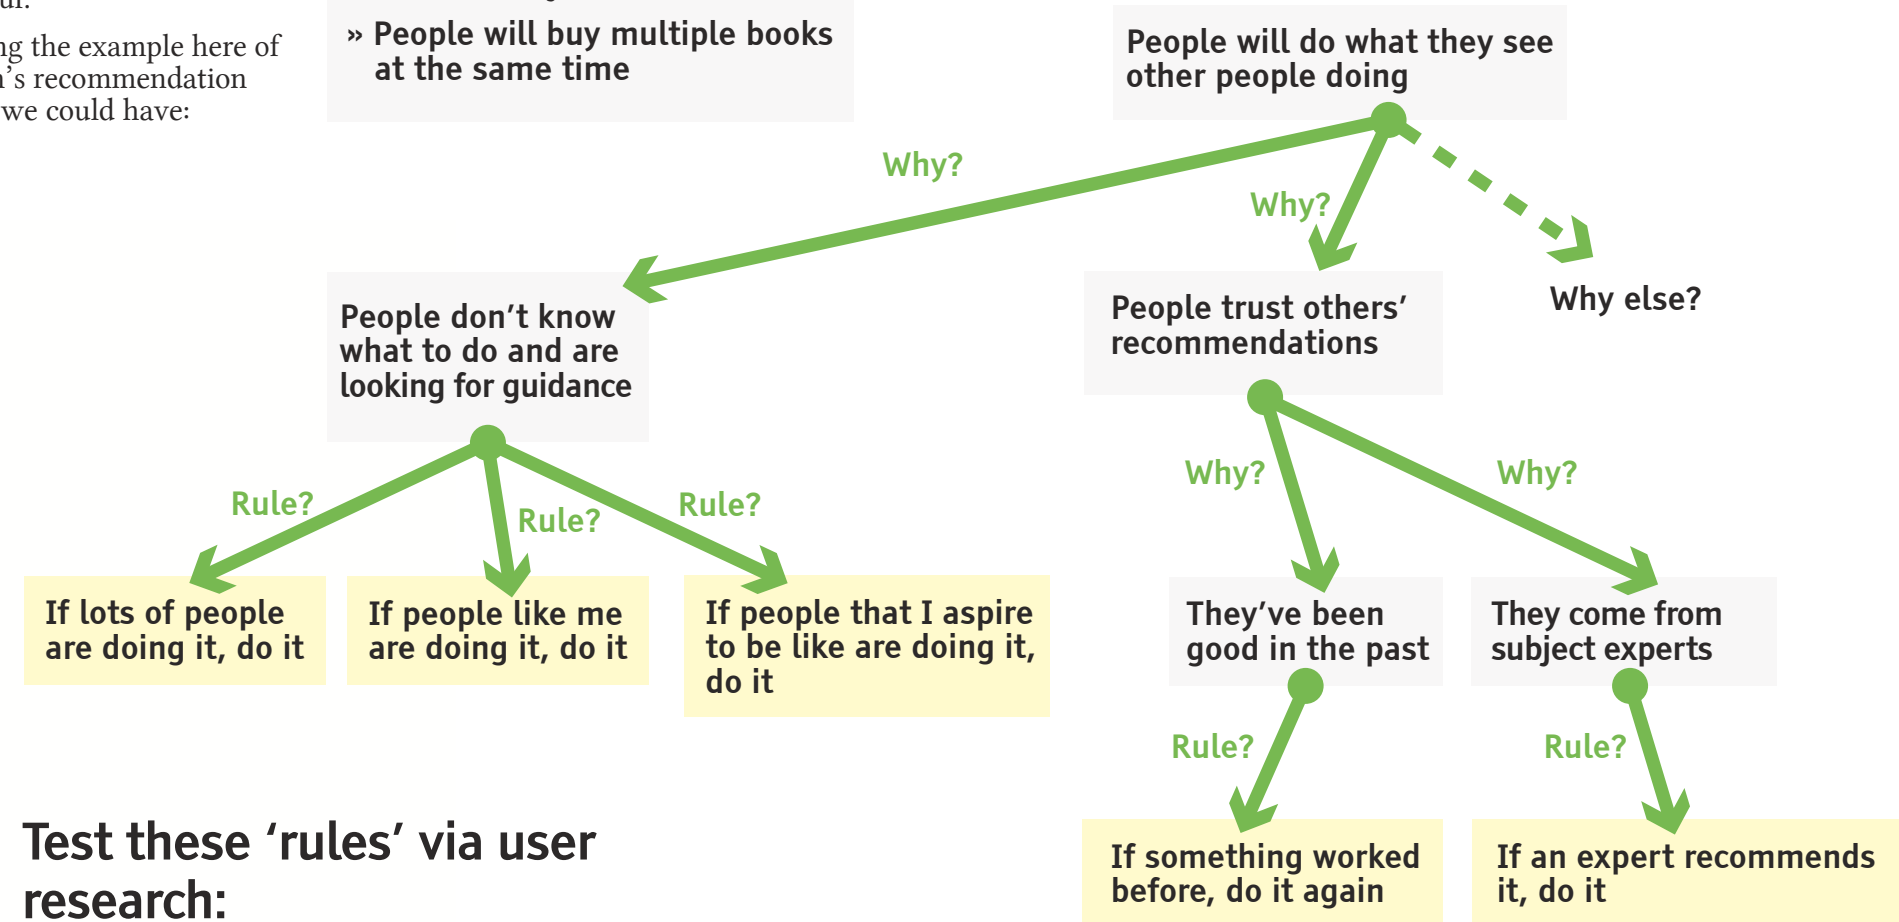 ng the example here of
's recommendation
we could have:
» People will buy multiple books
at the same time
People will do what they see
other people doing
Why?
Why?
Why else?
People don't know
what to do and are
looking for guidance
People trust others'
recommendations
Rule?
Rule?
Rule?
Why?
Why?
If lots of people
are doing it, do it
If people like me
are doing it, do it
If people that I aspire
to be like are doing it,
do it
They've been
good in the past
They come from
subject experts
Rule?
Rule?
If something worked
before, do it again
If an expert recommends
it, do it
Test these ‘rules’ via user
research: